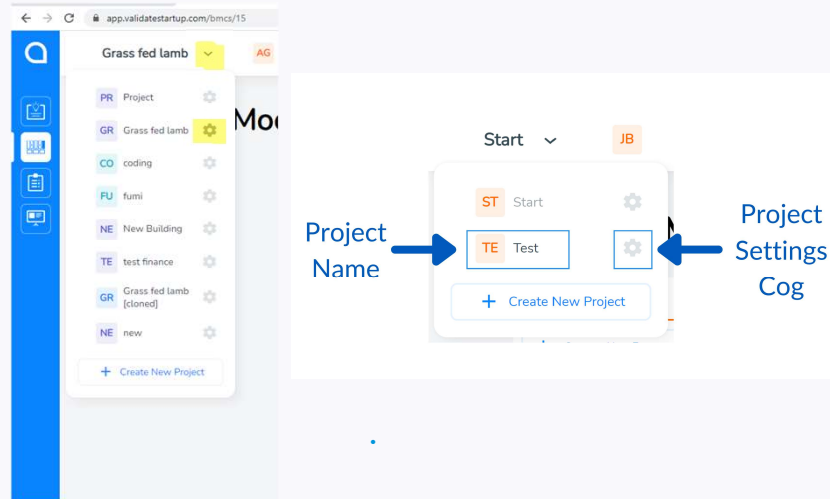 app.validatestartup.com/bmcs/15
Grass fed lamb
AG
PR Project
GR Grass fed lamb
CO coding
FU fumi
NE New Building
TE test finance
GR Grass fed lamb
[cloned]
NE new
+ Create New Project
Mo
Start
JB
ST Start
TE Test
+ Create New Project
Project
Name
Project
Settings
Cog